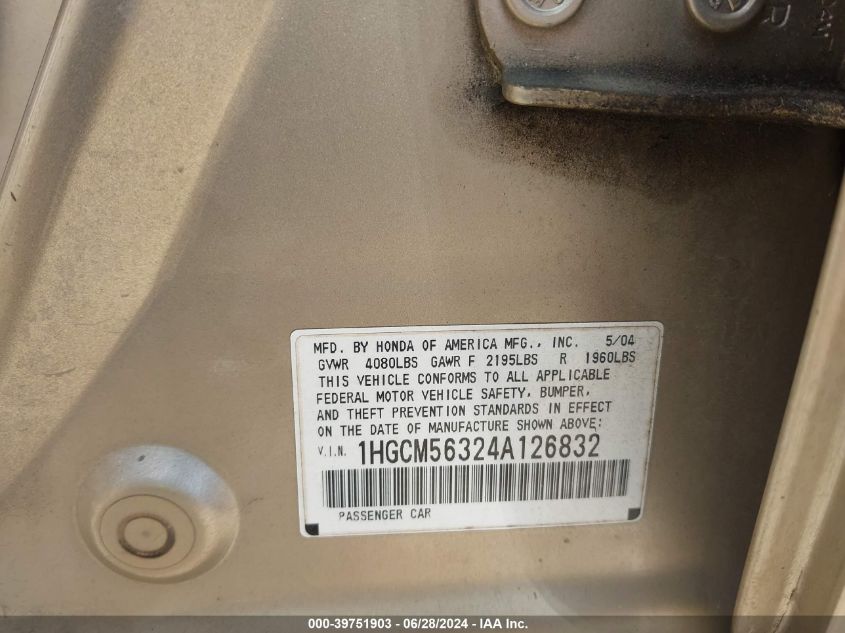 R
MFD. BY HONDA OF AMERICA MFG., INC. 5/04
GVWR 4080LBS GAWR F 2195LBS R 1960LBS
THIS VEHICLE CONFORMS TO ALL APPLICABLE
FEDERAL MOTOR VEHICLE SAFETY, BUMPER,
AND THEFT PREVENTION STANDARDS IN EFFECT
ON THE DATE OF MANUFACTURE SHOWN ABOVE:
V.I.N. 1HGCM56324A126832
PASSENGER CAR
000-39751903 - 06/28/2024 - IAA Inc.